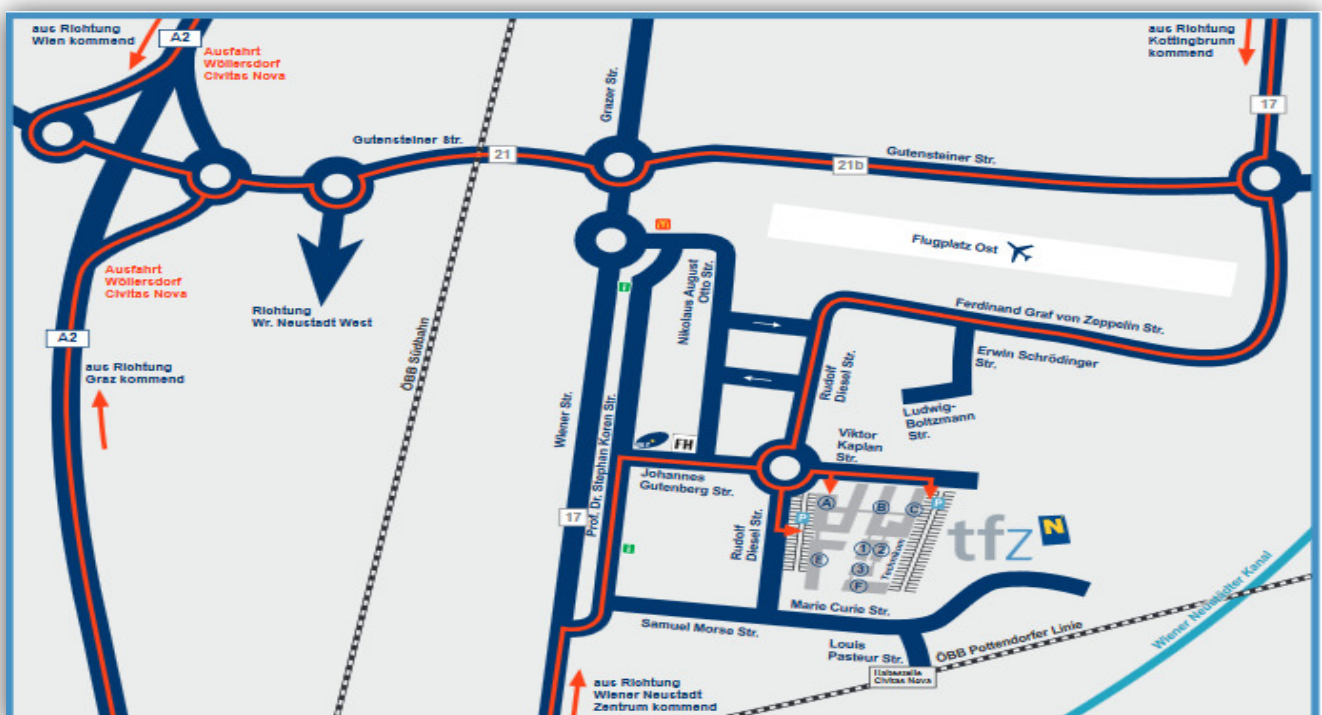 aus Richtung
Wien kommend
A2
Ausfahrt
Wöllersdorf
Civitas Nova
aus Richtung
Kottingbrunn
kommend
17
Grazer Str.
Gutensteiner Str.
21
21b
Gutensteiner Str.
Flugplatz Ost
Nikolaus August
Otto Str.
Ausfahrt
Wöllersdorf
Civitas Nova
Richtung
Wr. Neustadt West
A2
aus Richtung
Graz kommend
ÖBB Südbahn
Ferdinand Graf von Zeppelin Str.
Erwin Schrödinger
Str.
Rudolf
Diesel Str.
Ludwig-
Boltzmann
Str.
Wiener Str.
Prof. Dr. Stephan Koren Str.
FH
Viktor
Kaplan
Str.
Johannes
Gutenberg Str.
17
Rudolf
Diesel Str.
P
P
A
B
C
1
2
3
E
F
Technikum
tfz
N
Marie Curie Str.
Samuel Morse Str.
Louis
Pasteur Str.
ÖBB Pottendorfer Linie
Wiener Neustädter Kanal
Haltestelle
Civitas Nova
aus Richtung
Wiener Neustadt
Zentrum kommend